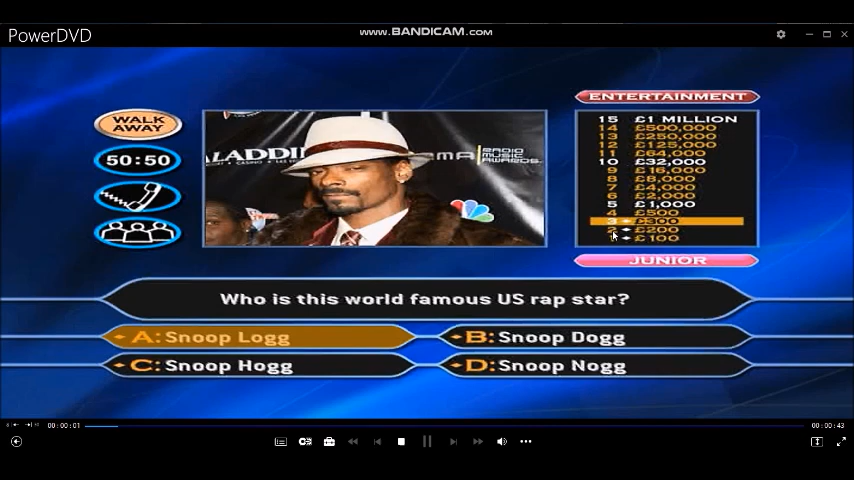 www.BANDICAM.com
PowerDVD
WALK
AWAY
50:50
ALADDIN
RADIO
MUSIC
AWARDS
ENTERTAINMENT
15 £1 MILLION
14 £500,000
13 £250,000
12 £125,000
11 £64,000
10 £32,000
9 £16,000
8 £8,000
7 £4,000
6 £2,000
5 £1,000
4 £500
3 £300
2 £200
£100
JUNIOR
Who is this world famous US rap star?
A: Snoop Logg
B: Snoop Dogg
C: Snoop Hogg
D: Snoop Nogg
00:00:01
00:00:43